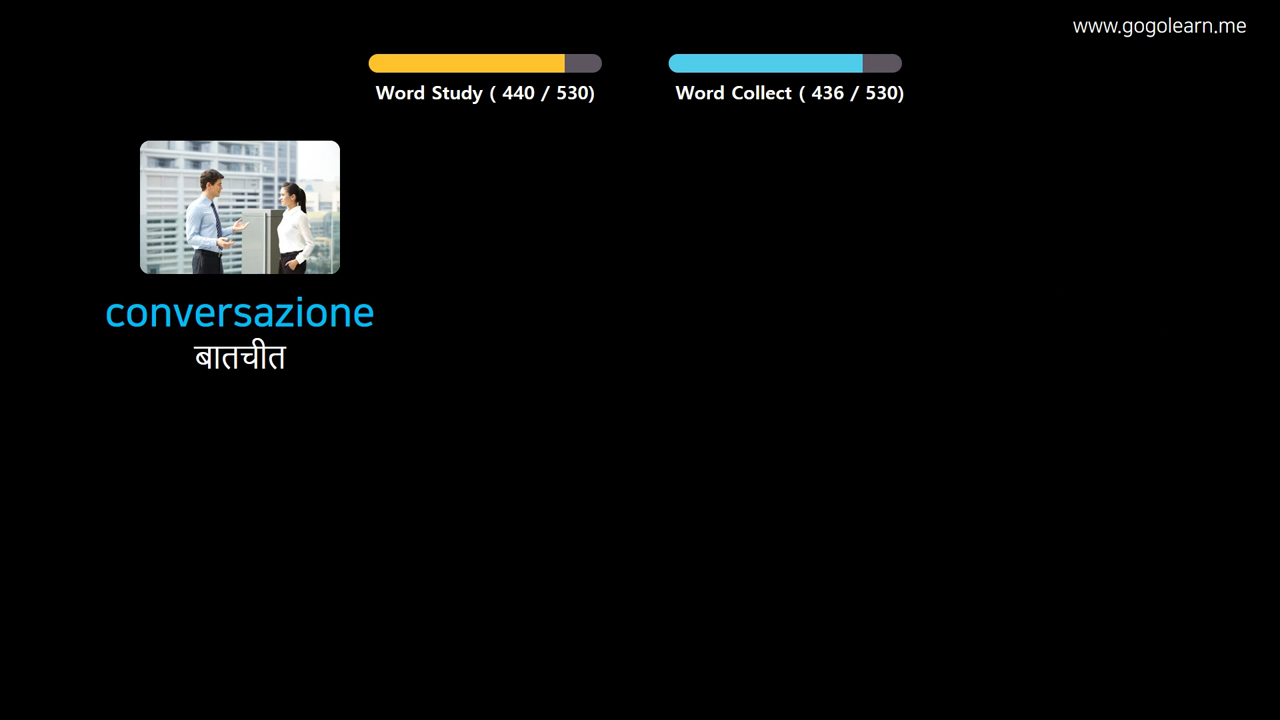 www.gogolearn.me
Word Study ( 440 / 530)
Word Collect ( 436 / 530)
conversazione
बातचीत